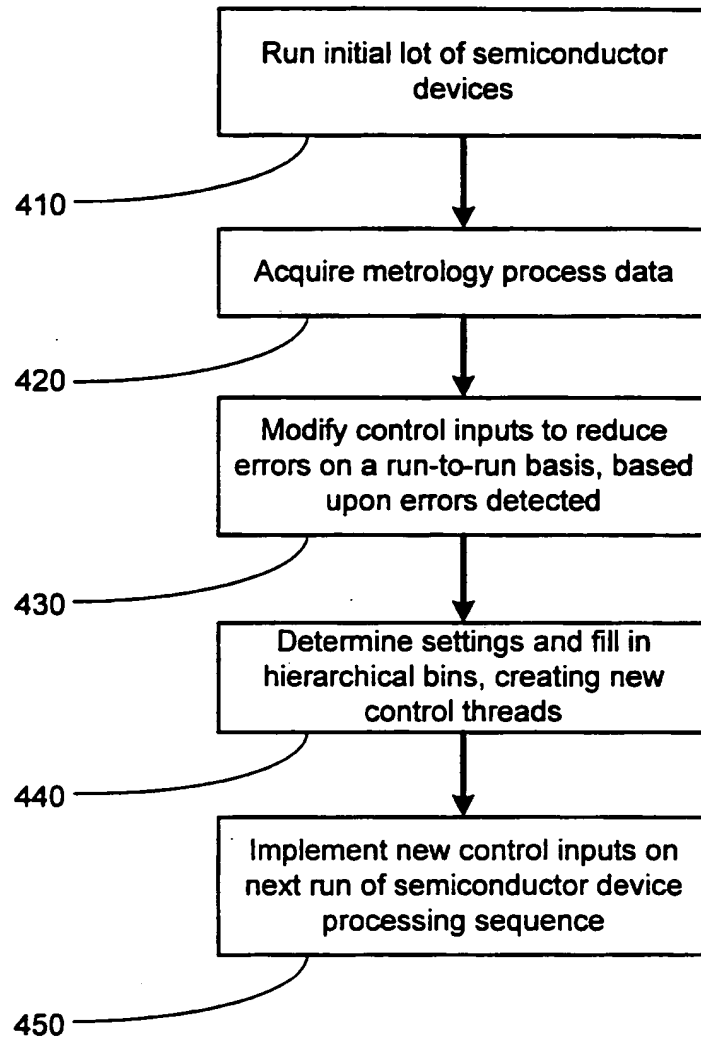 Run initial lot of semiconductor
devices
410
Acquire metrology process data
420
Modify control inputs to reduce
errors on a run-to-run basis, based
upon errors detected
430
Determine settings and fill in
hierarchical bins, creating new
control threads
440
Implement new control inputs on
next run of semiconductor device
processing sequence
450